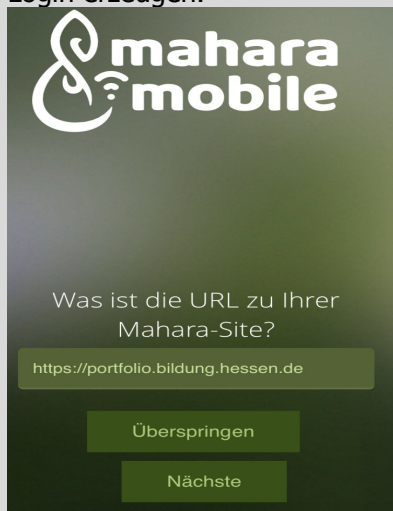 Login erzeugen.
mahara
mobile
Was ist die URL zu Ihrer
Mahara-Site?
https://portfolio.bildung.hessen.de
Überspringen
Nächste